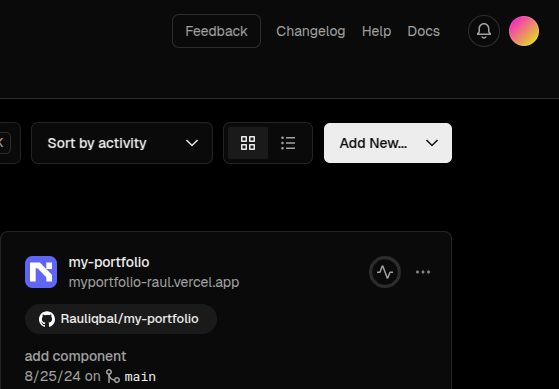 Feedback Changelog Help Docs
Sort by activity Add New...
my-portfolio
myportfolio-raul.vercel.app
Rauliqbal/my-portfolio
add component
8/25/24 on main